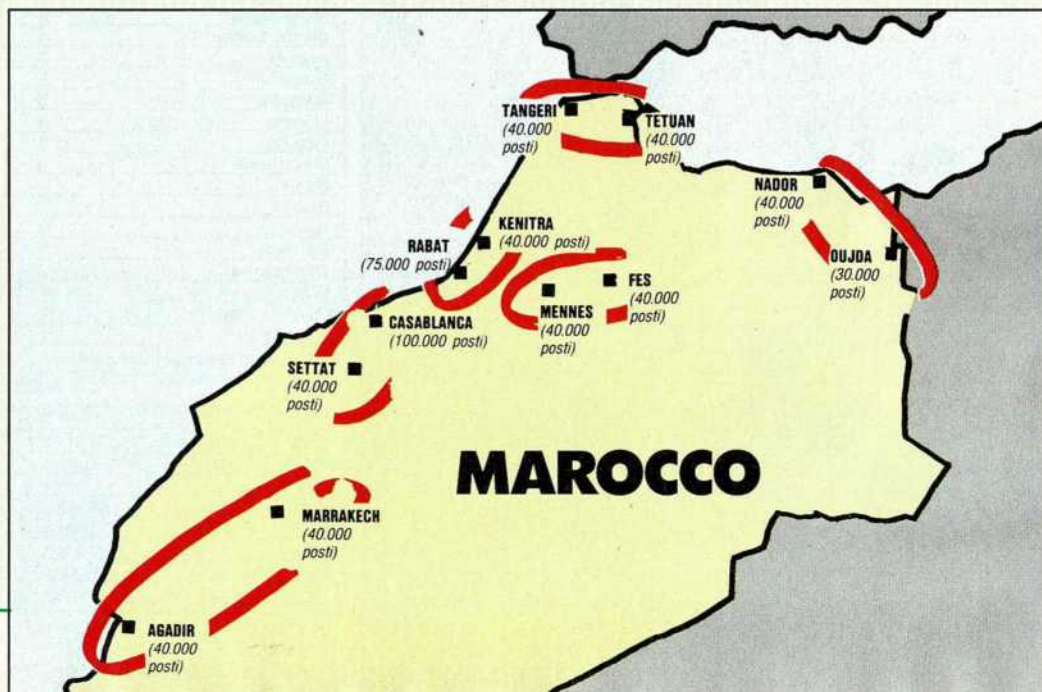 TANGERI
(40.000
posti)
TETUAN
(40.000
posti)
NADOR
(40.000
posti)
OUJDA
(30.000
posti)
KENITRA
(40.000 posti)
RABAT
(75.000 posti)
FES
(40.000
posti)
MENNES
(40.000
posti)
CASABLANCA
(100.000 posti)
SETTAT
(40.000
posti)
MAROCCO
MARRAKECH
(40.000
posti)
AGADIR
(40.000
posti)